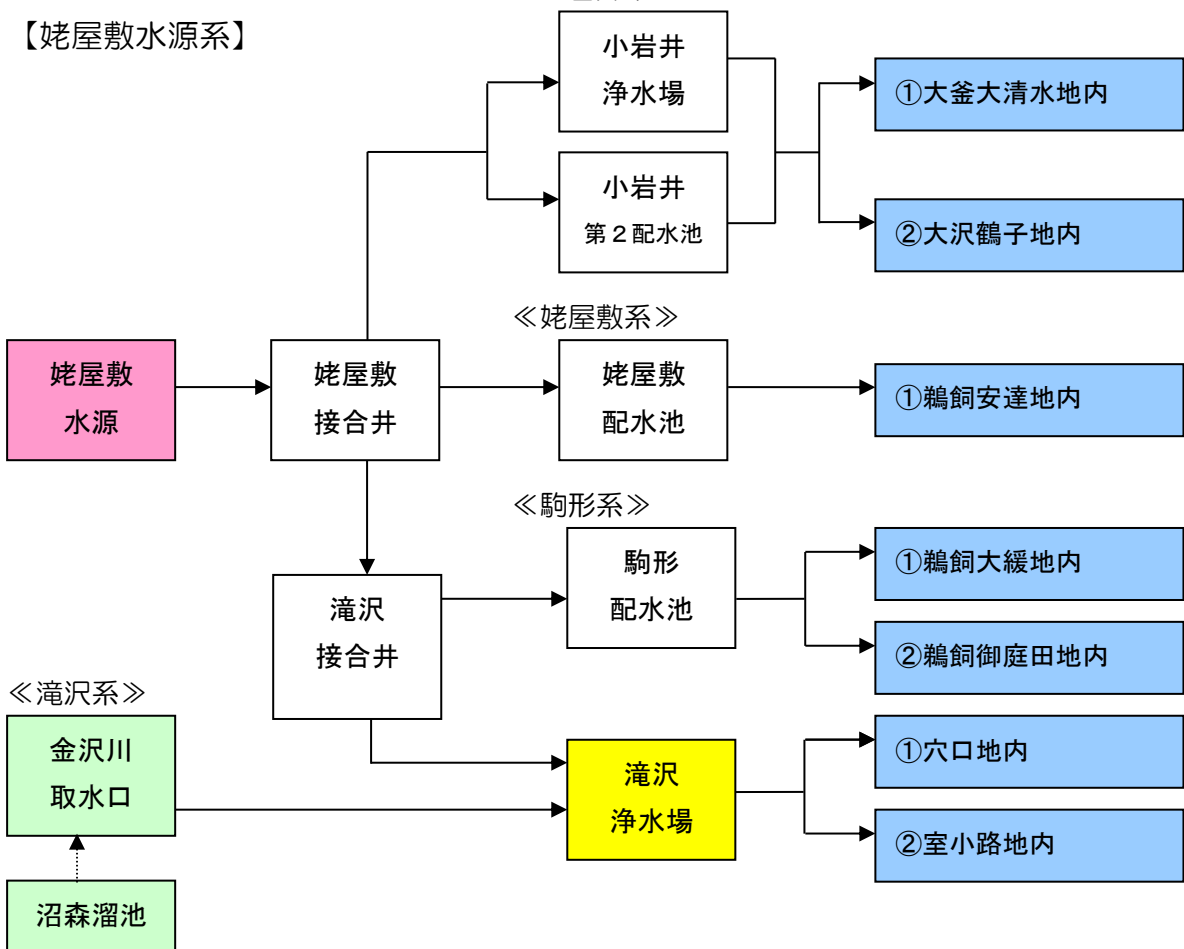 【姥屋敷水源系】
小岩井
浄水場
①大釜大清水地内
小岩井
第２配水池
②大沢鶴子地内
≪姥屋敷系≫
姥屋敷
水源
姥屋敷
接合井
姥屋敷
配水池
①鵜飼安達地内
≪駒形系≫
駒形
配水池
①鵜飼大緩地内
②鵜飼御庭田地内
滝沢
接合井
≪滝沢系≫
金沢川
取水口
滝沢
浄水場
①穴口地内
②室小路地内
沼森溜池